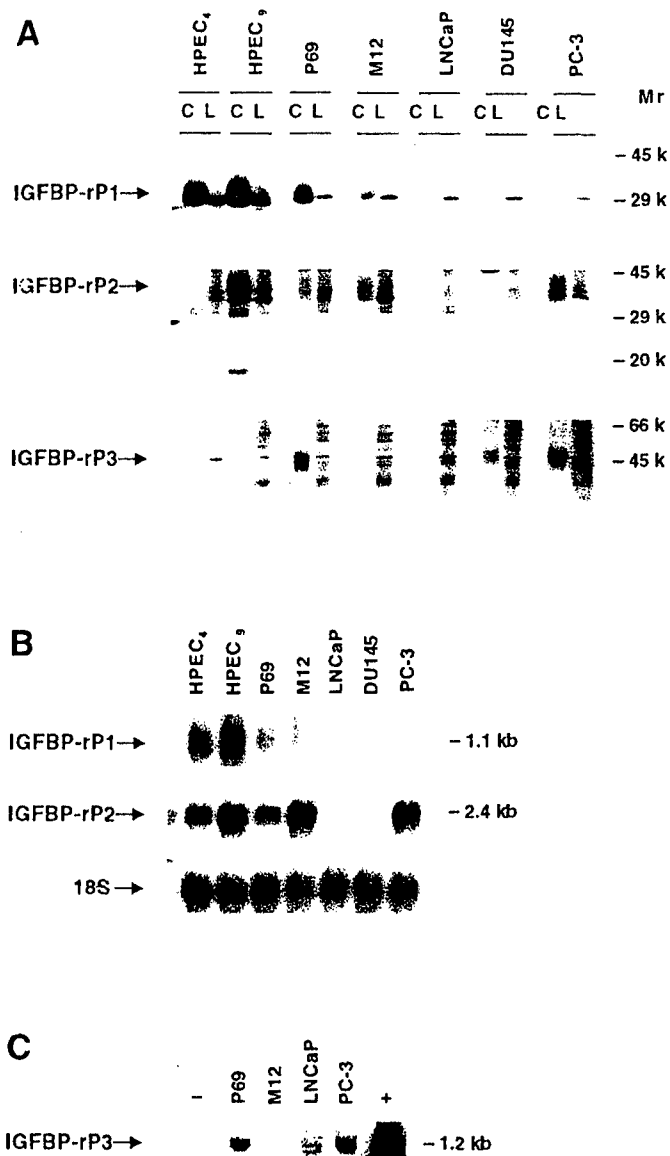 A
HPEC4 HPEC9 P69 M12 LNCaP DU145 PC-3
Mr
C L C L C L C L C L C L C L
– 45 k
IGFBP-rP1→ – 29 k
– 45 k
IGFBP-rP2→
– 29 k
– 20 k
– 66 k
IGFBP-rP3→ – 45 k
B
HPEC4 HPEC9 P69 M12 LNCaP DU145 PC-3
IGFBP-rP1→ – 1.1 kb
IGFBP-rP2→ – 2.4 kb
18S→
C
– P69 M12 LNCaP PC-3 +
IGFBP-rP3→ – 1.2 kb